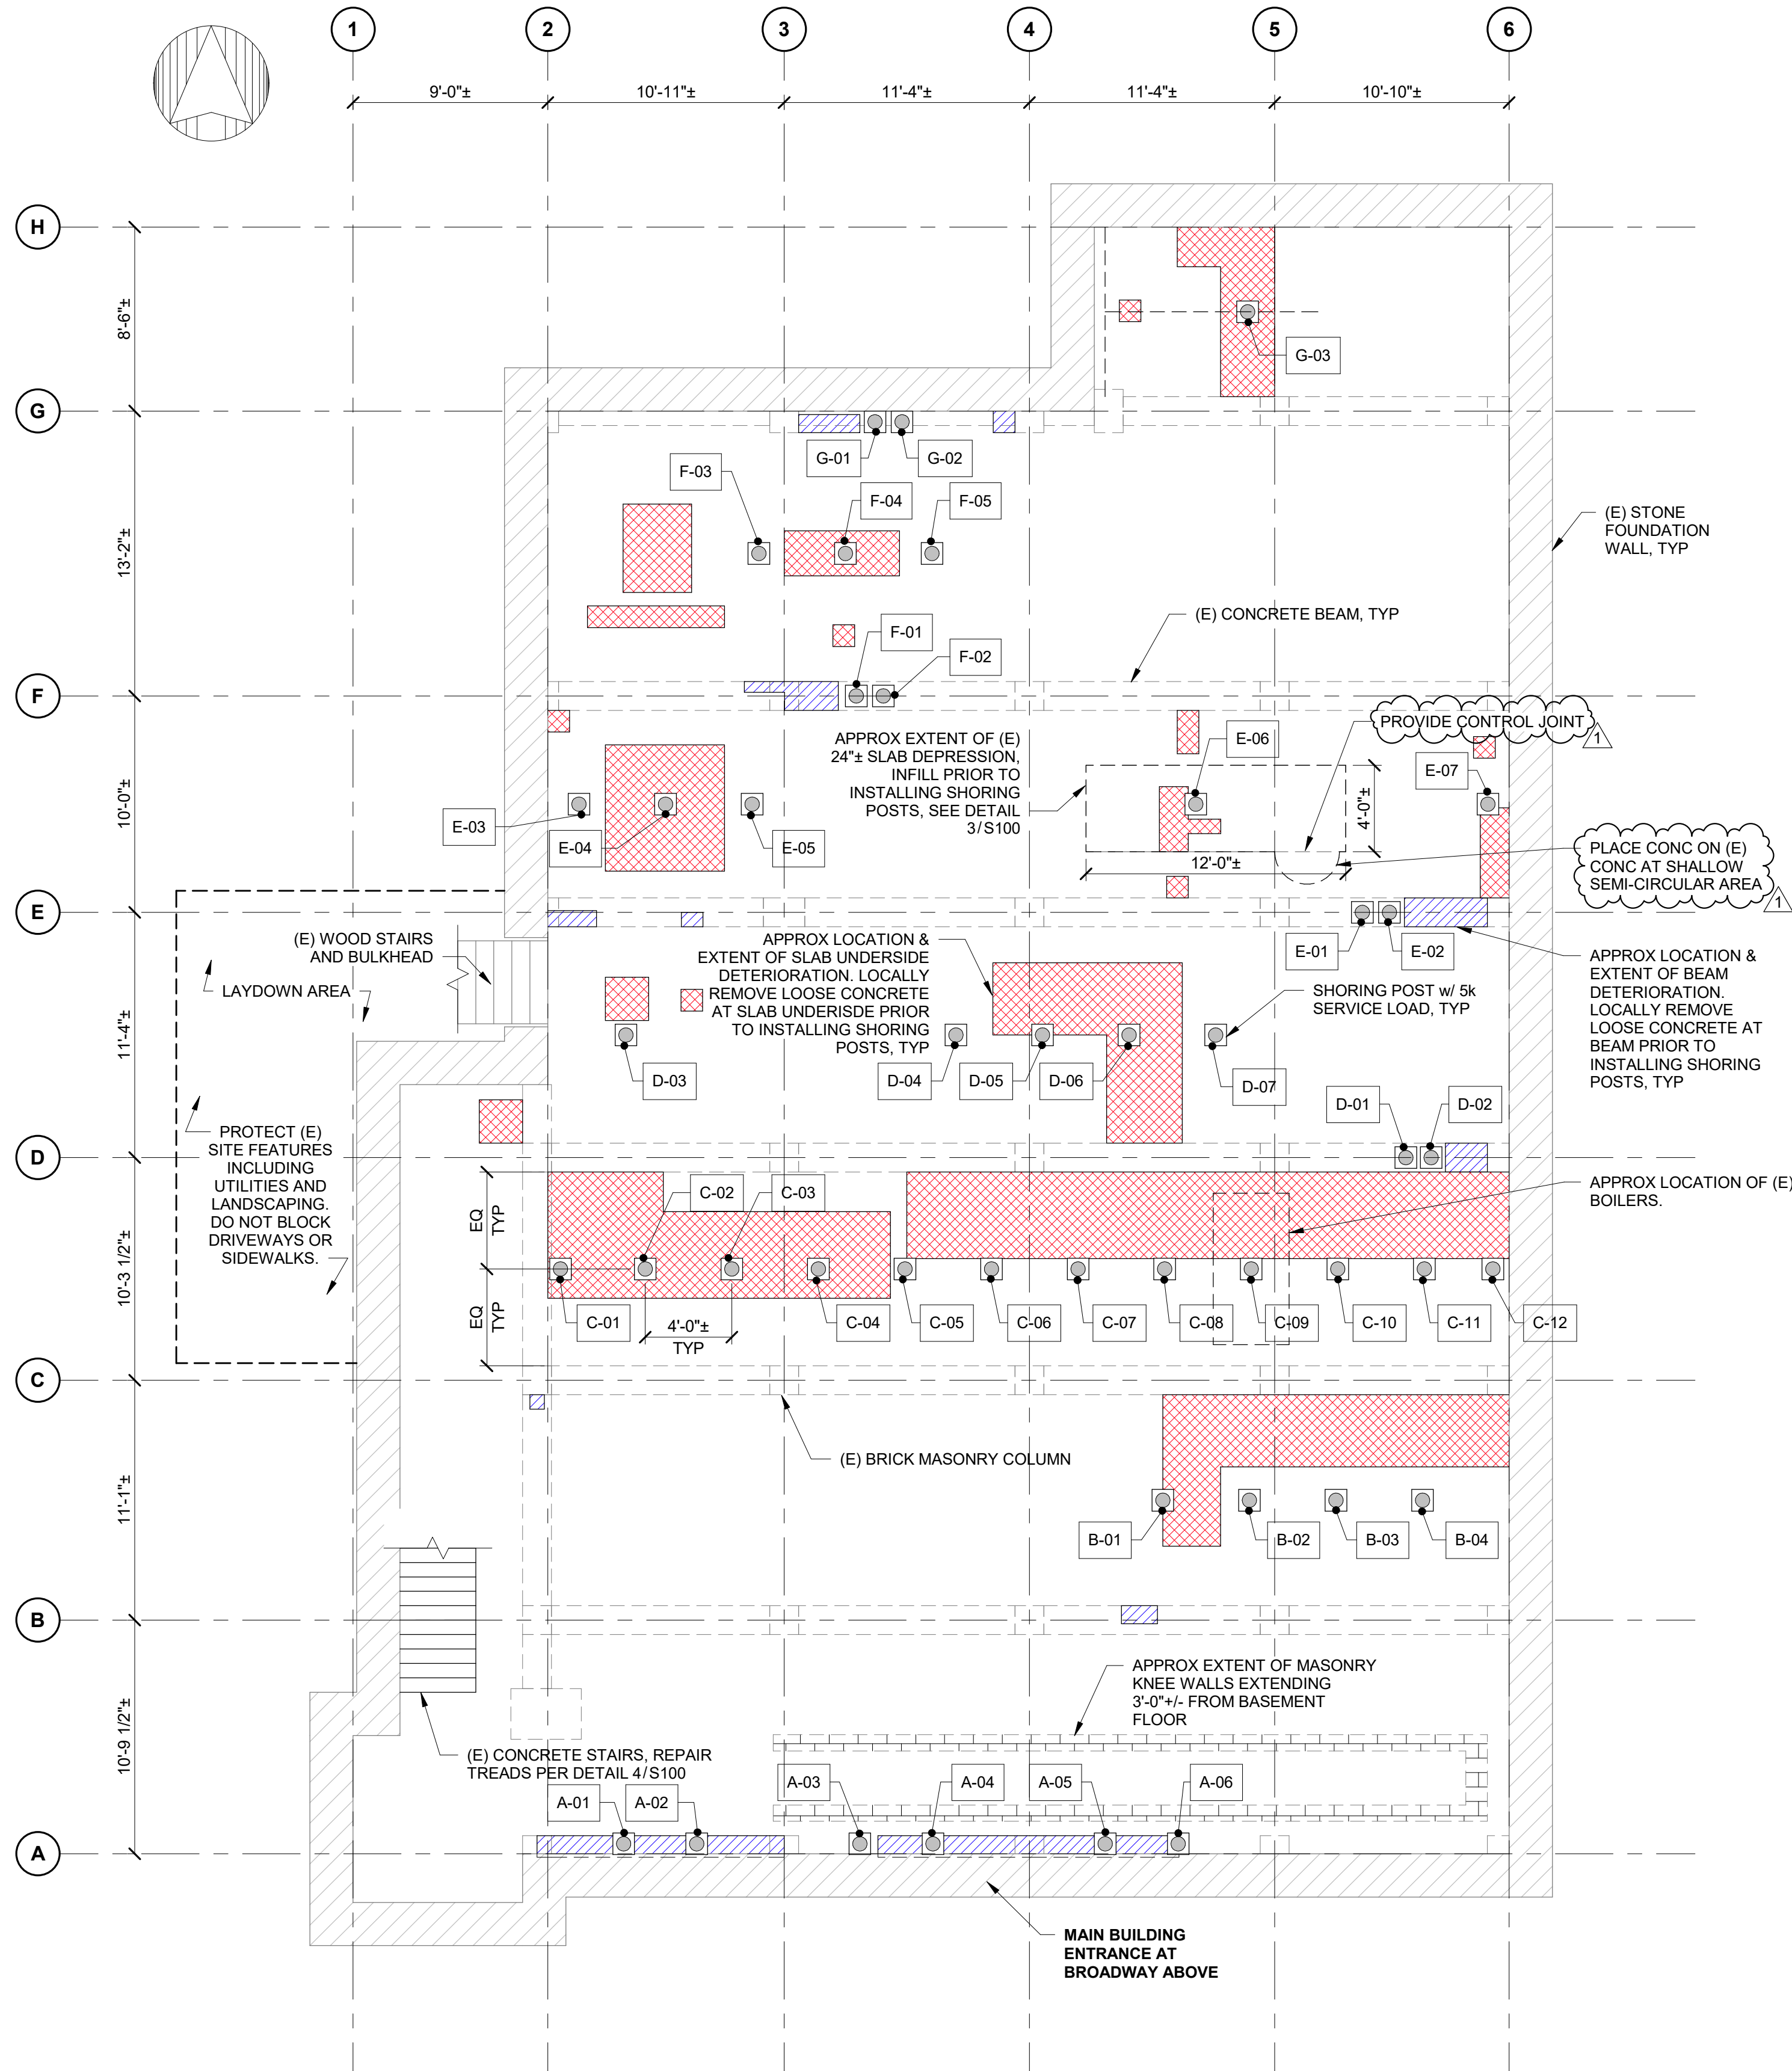 1
2
3
4
5
6
9'-0"±
10'-11"±
11'-4"±
11'-4"±
10'-10"±
H
8'-6"±
G-03
G
G-01
G-02
F-03
F-04
F-05
13'-2"±
(E) STONE
FOUNDATION
WALL, TYP
(E) CONCRETE BEAM, TYP
F-01
F-02
F
PROVIDE CONTROL JOINT
1
APPROX EXTENT OF (E)
24"± SLAB DEPRESSION,
INFILL PRIOR TO
INSTALLING SHORING
POSTS, SEE DETAIL
3/S100
E-06
E-07
10'-0"±
4'-0"±
12'-0"±
E-03
E-04
E-05
PLACE CONC ON (E)
CONC AT SHALLOW
SEMI-CIRCULAR AREA
1
E
(E) WOOD STAIRS
AND BULKHEAD
LAYDOWN AREA
APPROX LOCATION &
EXTENT OF SLAB UNDERSIDE
DETERIORATION. LOCALLY
REMOVE LOOSE CONCRETE
AT SLAB UNDERISDE PRIOR
TO INSTALLING SHORING
POSTS, TYP
E-01
E-02
SHORING POST w/ 5k
SERVICE LOAD, TYP
APPROX LOCATION &
EXTENT OF BEAM
DETERIORATION.
LOCALLY REMOVE
LOOSE CONCRETE AT
BEAM PRIOR TO
INSTALLING SHORING
POSTS, TYP
11'-4"±
D-03
D-04
D-05
D-06
D-07
D-01
D-02
PROTECT (E)
SITE FEATURES
INCLUDING
UTILITIES AND
LANDSCAPING.
DO NOT BLOCK
DRIVEWAYS OR
SIDEWALKS.
D
C-02
C-03
APPROX LOCATION OF (E)
BOILERS.
EQ
TYP
EQ
TYP
10'-3 1/2"±
4'-0"±
TYP
C-01
C-04
C-05
C-06
C-07
C-08
C-09
C-10
C-11
C-12
C
(E) BRICK MASONRY COLUMN
11'-1"±
B-01
B-02
B-03
B-04
B
APPROX EXTENT OF MASONRY
KNEE WALLS EXTENDING
3'-0"+/- FROM BASEMENT
FLOOR
10'-9 1/2"±
(E) CONCRETE STAIRS, REPAIR
TREADS PER DETAIL 4/S100
A-01
A-02
A-03
A-04
A-05
A-06
A
MAIN BUILDING
ENTRANCE AT
BROADWAY ABOVE